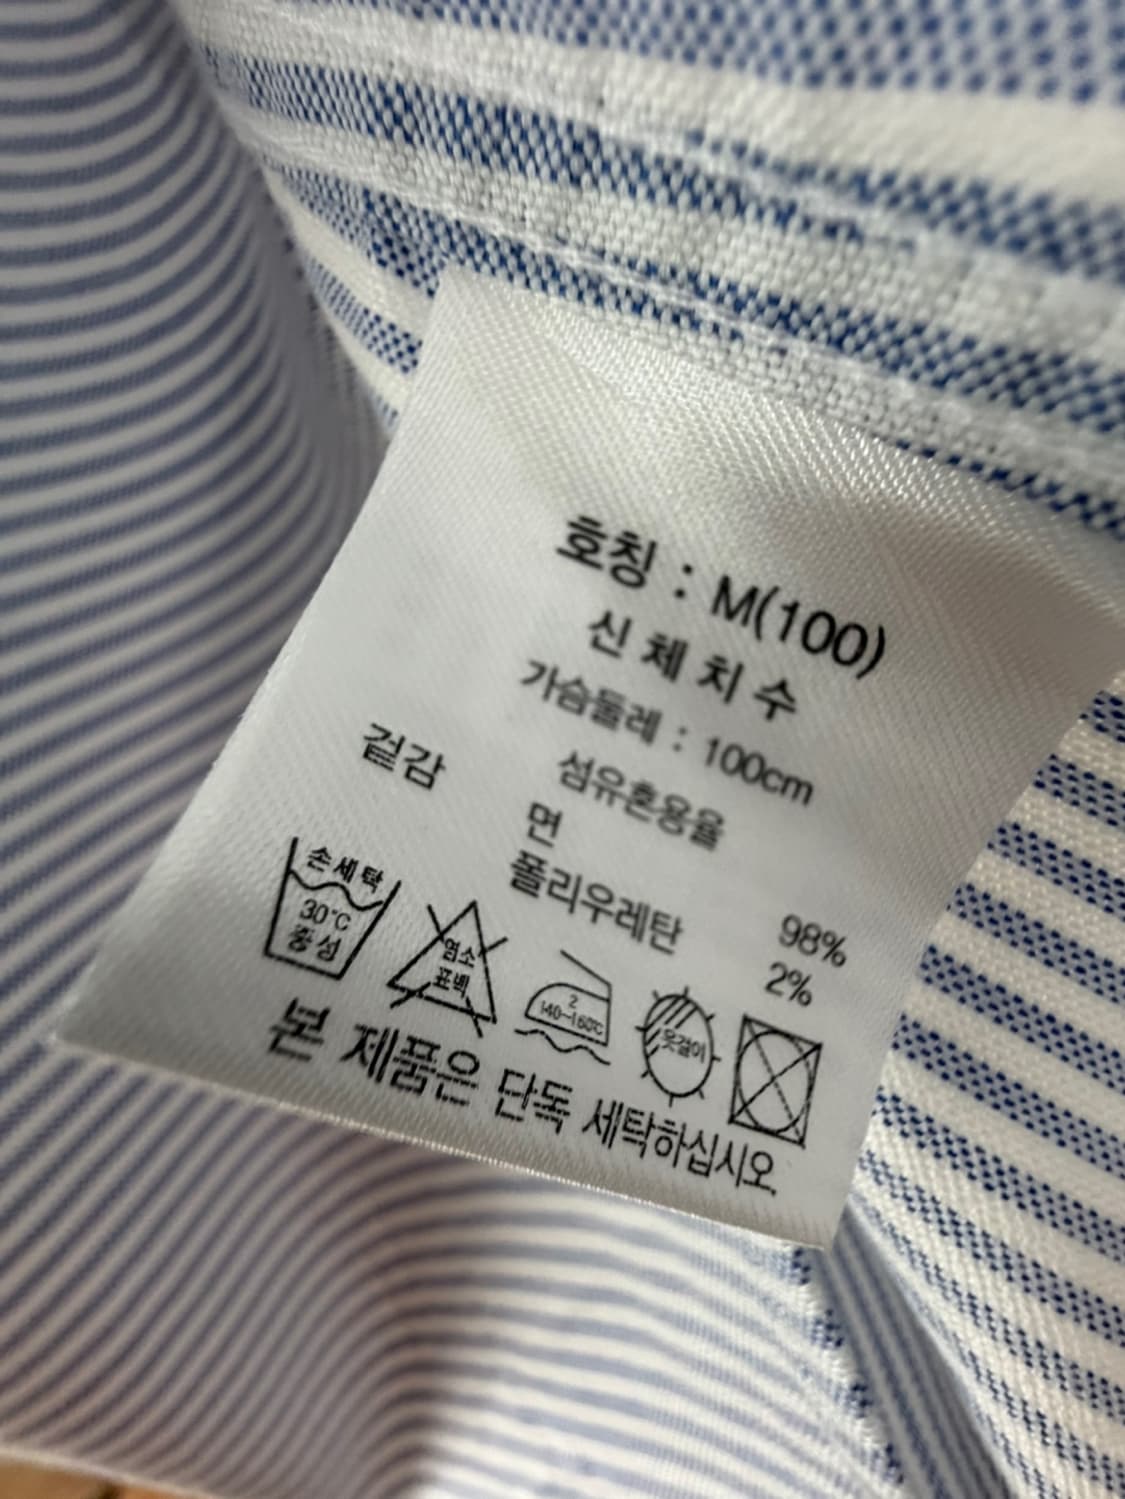 호칭 : M(100)
신체치수
가슴둘레 : 100cm
섬유혼용율
겉감
면 98%
폴리우레탄 2%
손세탁
30℃
중성
염소
표백
2
140~160℃
옷걸이
본 제품은 단독 세탁하십시오.